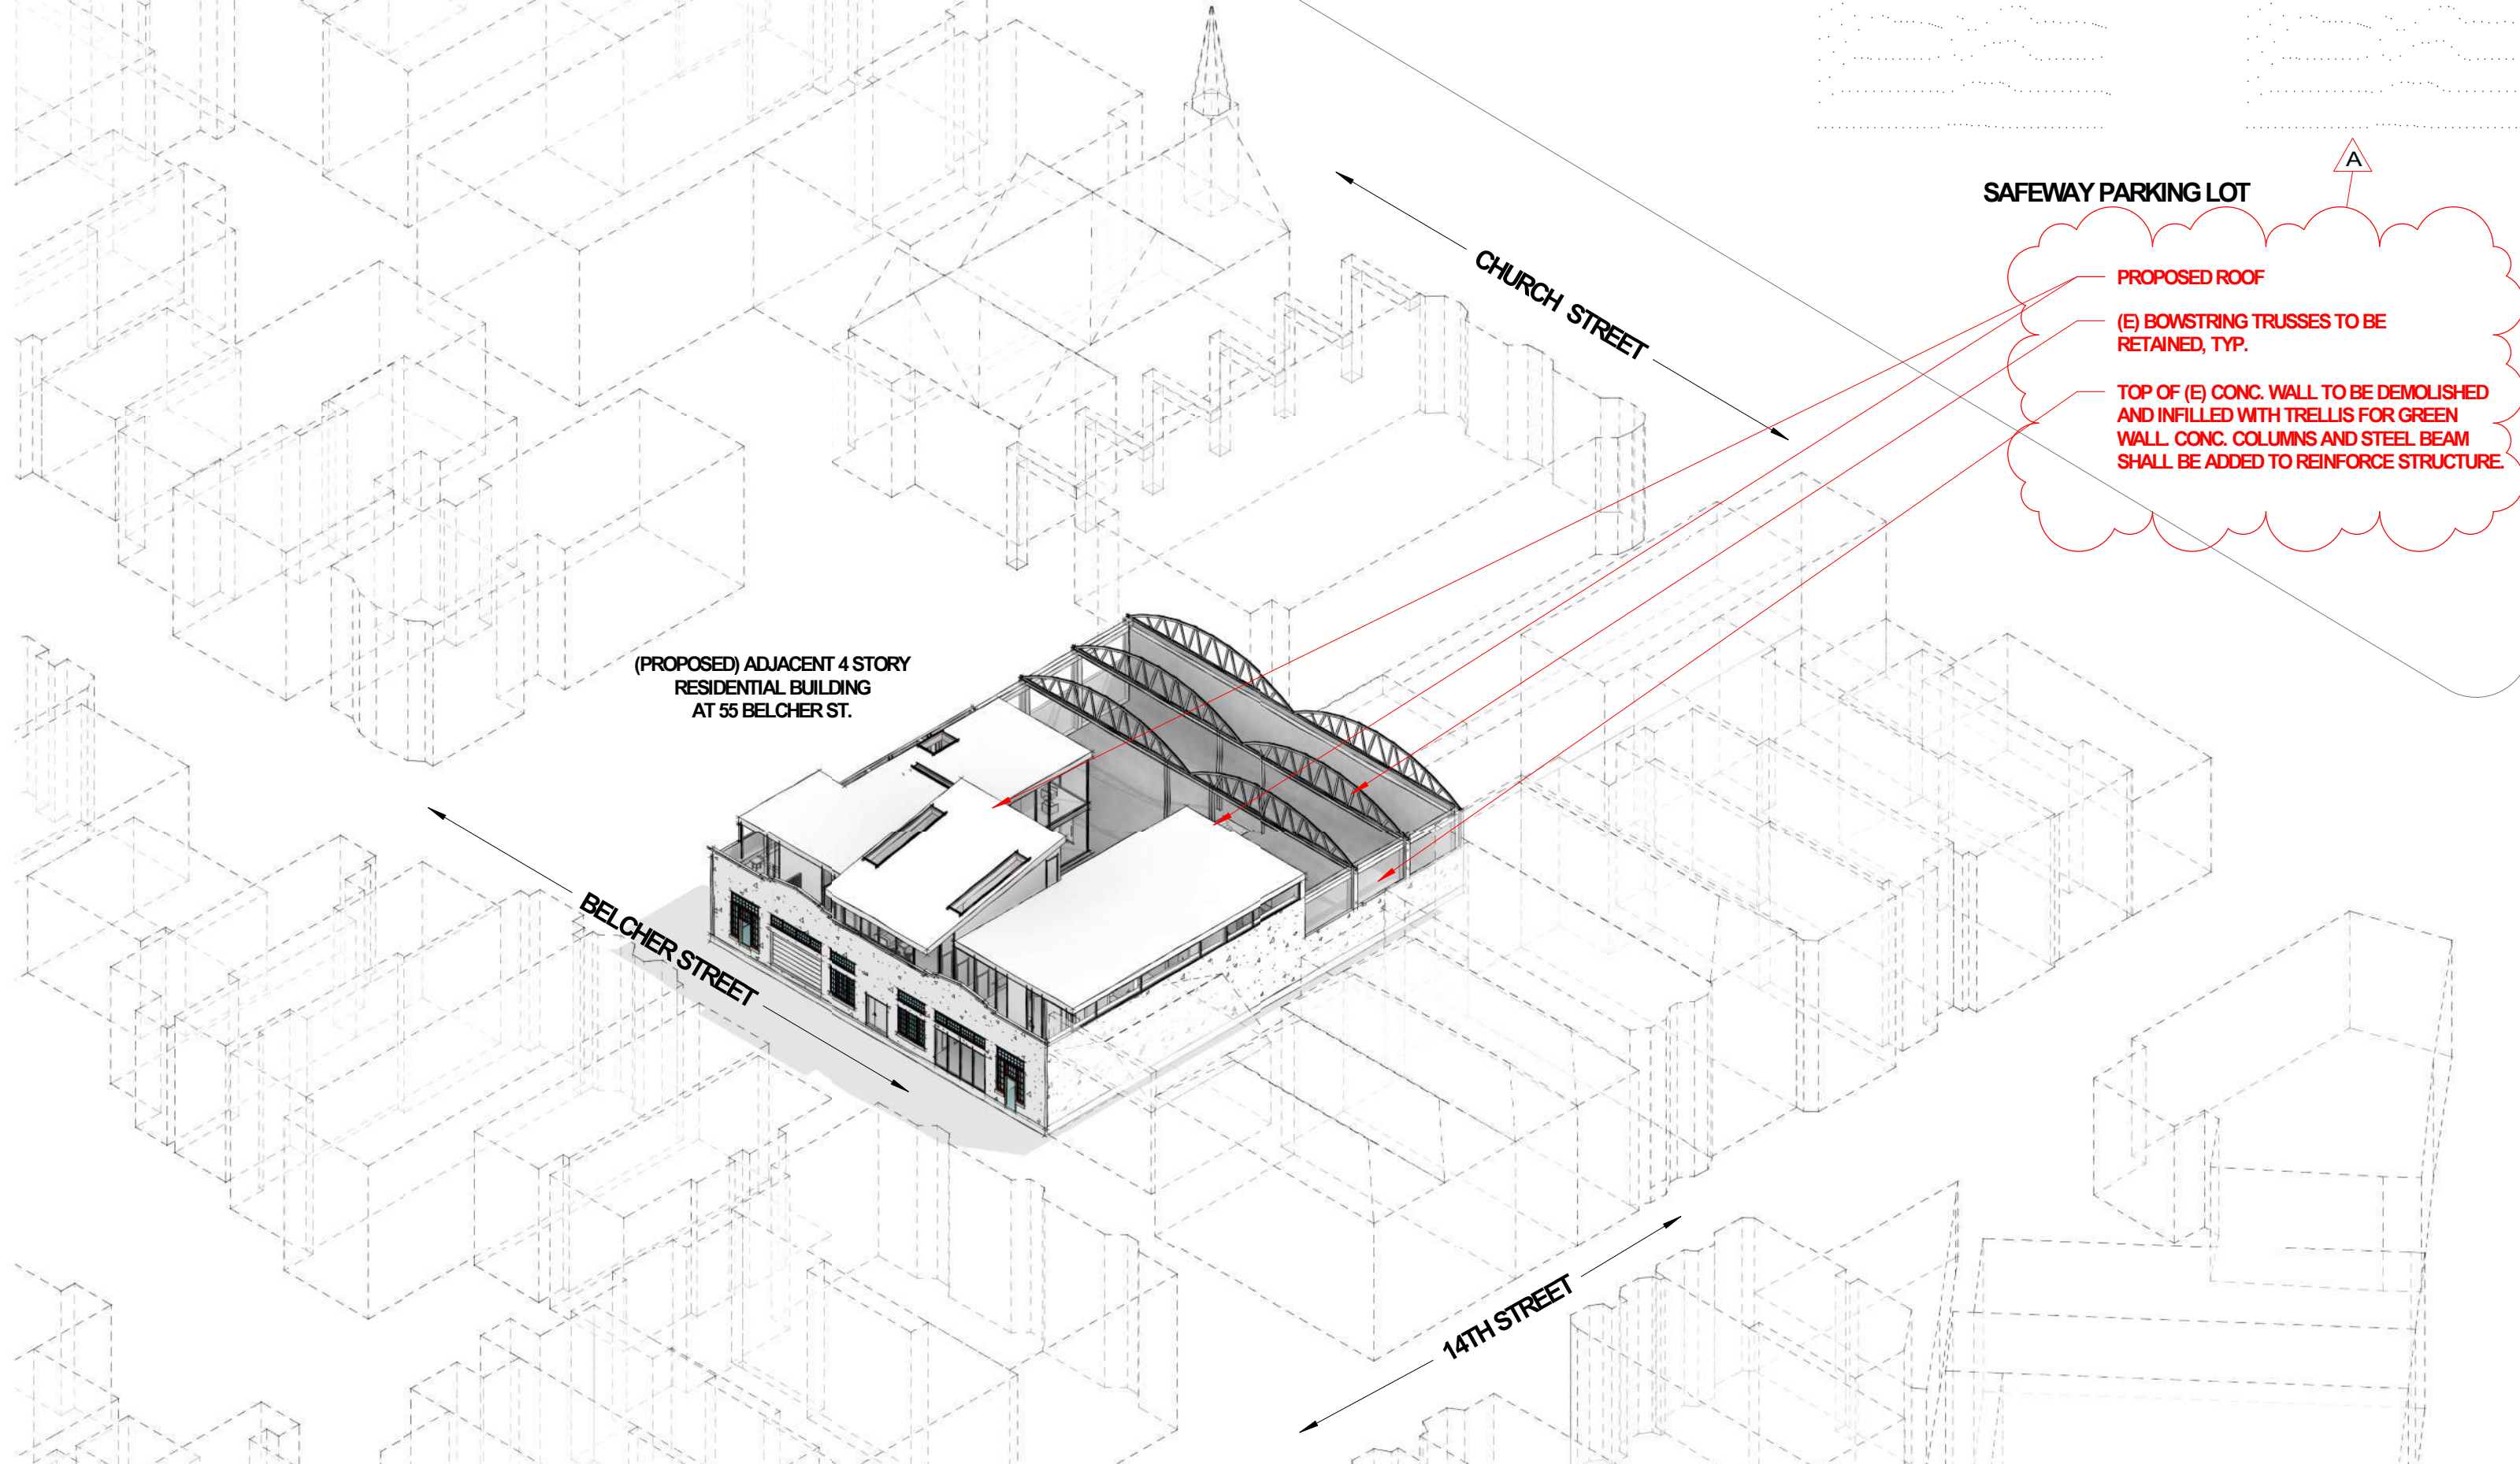 A
SAFEWAY PARKING LOT
PROPOSED ROOF
(E) BOWSTRING TRUSSES TO BE
RETAINED, TYP.
TOP OF (E) CONC. WALL TO BE DEMOLISHED
AND INFILLED WITH TRELLIS FOR GREEN
WALL. CONC. COLUMNS AND STEEL BEAM
SHALL BE ADDED TO REINFORCE STRUCTURE.
CHURCH STREET
(PROPOSED) ADJACENT 4 STORY
RESIDENTIAL BUILDING
AT 55 BELCHER ST.
BELCHER STREET
14TH STREET